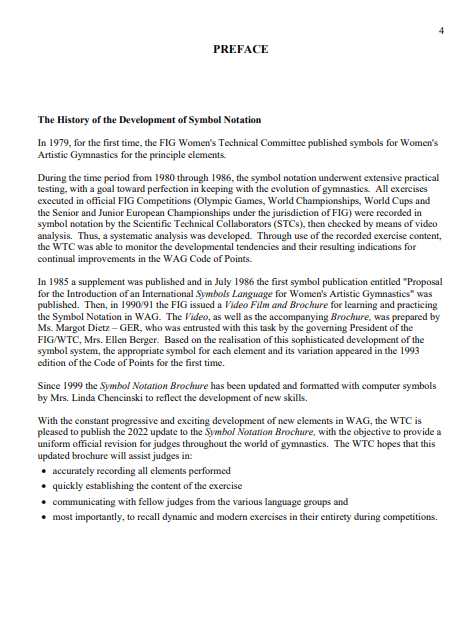 4
PREFACE
The History of the Development of Symbol Notation
In 1979, for the first time, the FIG Women's Technical Committee published symbols for Women's
Artistic Gymnastics for the principle elements.
During the time period from 1980 through 1986, the symbol notation underwent extensive practical
testing, with a goal toward perfection in keeping with the evolution of gymnastics. All exercises
executed in official FIG Competitions (Olympic Games, World Championships, World Cups and
the Senior and Junior European Championships under the jurisdiction of FIG) were recorded in
symbol notation by the Scientific Technical Collaborators (STCs), then checked by means of video
analysis. Thus, a systematic analysis was developed. Through use of the recorded exercise content,
the WTC was able to monitor the developmental tendencies and their resulting indications for
continual improvements in the WAG Code of Points.
In 1985 a supplement was published and in July 1986 the first symbol publication entitled "Proposal
for the Introduction of an International Symbols Language for Women's Artistic Gymnastics" was
published. Then, in 1990/91 the FIG issued a Video Film and Brochure for learning and practicing
the Symbol Notation in WAG. The Video, as well as the accompanying Brochure, was prepared by
Ms. Margot Dietz – GER, who was entrusted with this task by the governing President of the
FIG/WTC, Mrs. Ellen Berger. Based on the realisation of this sophisticated development of the
symbol system, the appropriate symbol for each element and its variation appeared in the 1993
edition of the Code of Points for the first time.
Since 1999 the Symbol Notation Brochure has been updated and formatted with computer symbols
by Mrs. Linda Chencinski to reflect the development of new skills.
With the constant progressive and exciting development of new elements in WAG, the WTC is
pleased to publish the 2022 update to the Symbol Notation Brochure, with the objective to provide a
uniform official revision for judges throughout the world of gymnastics. The WTC hopes that this
updated brochure will assist judges in:
• accurately recording all elements performed
• quickly establishing the content of the exercise
• communicating with fellow judges from the various language groups and
• most importantly, to recall dynamic and modern exercises in their entirety during competitions.